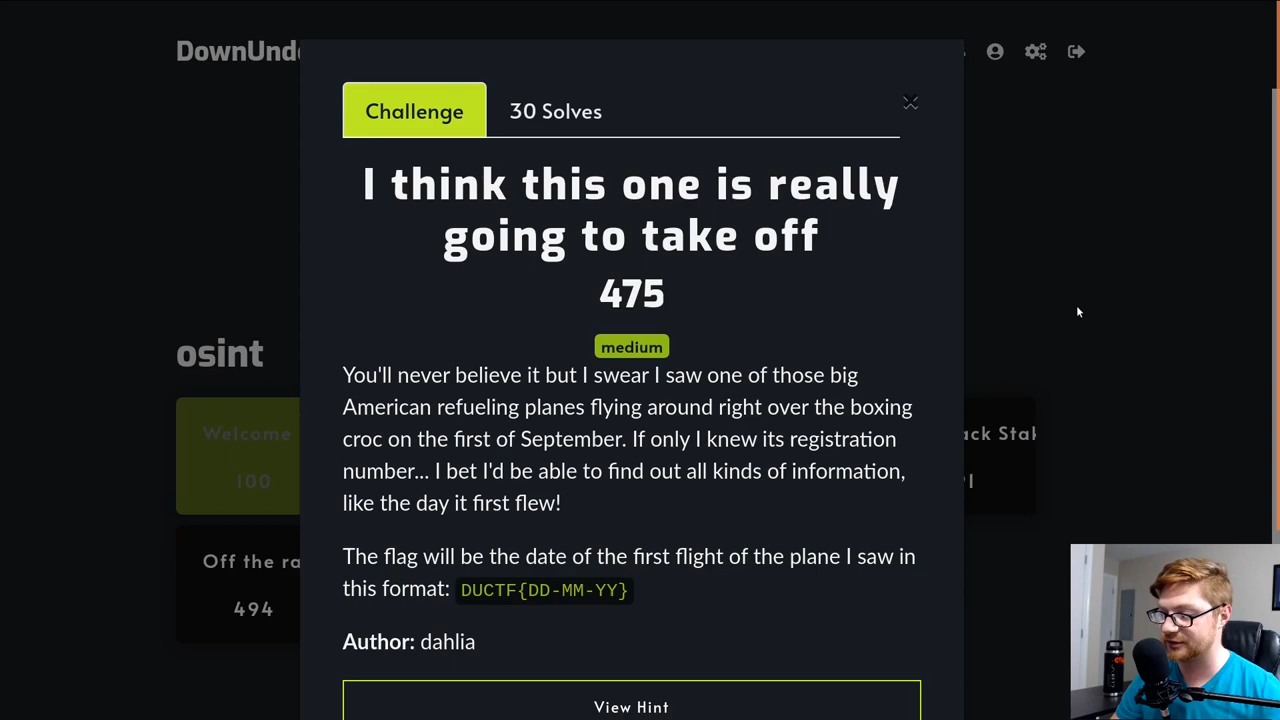 DownUnd
Challenge
30 Solves
I think this one is really
going to take off
475
medium
You'll never believe it but I swear I saw one of those big
American refueling planes flying around right over the boxing
croc on the first of September. If only I knew its registration
number... I bet I'd be able to find out all kinds of information,
like the day it first flew!
The flag will be the date of the first flight of the plane I saw in
this format: DUCTF{DD-MM-YY}
Author: dahlia
View Hint
osint
Welcome
100
ack Stak
Off the ra
494